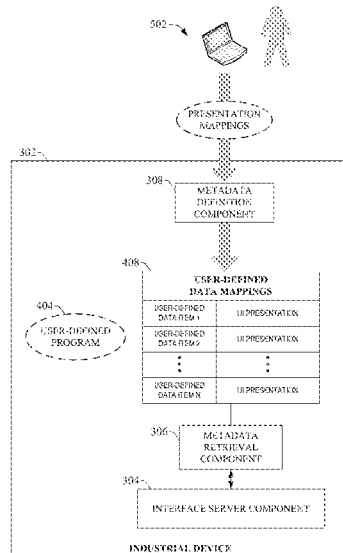 502
PRESENTATION
MAPPINGS
302
308
METADATA
DEFINITION
COMPONENT
408
USER-DEFINED
DATA MAPPINGS
404
USER-DEFINED
PROGRAM
USER-DEFINED
DATA ITEM 1
UI PRESENTATION
USER-DEFINED
DATA ITEM 2
UI PRESENTATION
USER-DEFINED
DATA ITEM N
UI PRESENTATION
306
METADATA
RETRIEVAL
COMPONENT
304
INTERFACE SERVER COMPONENT
INDUSTRIAL DEVICE